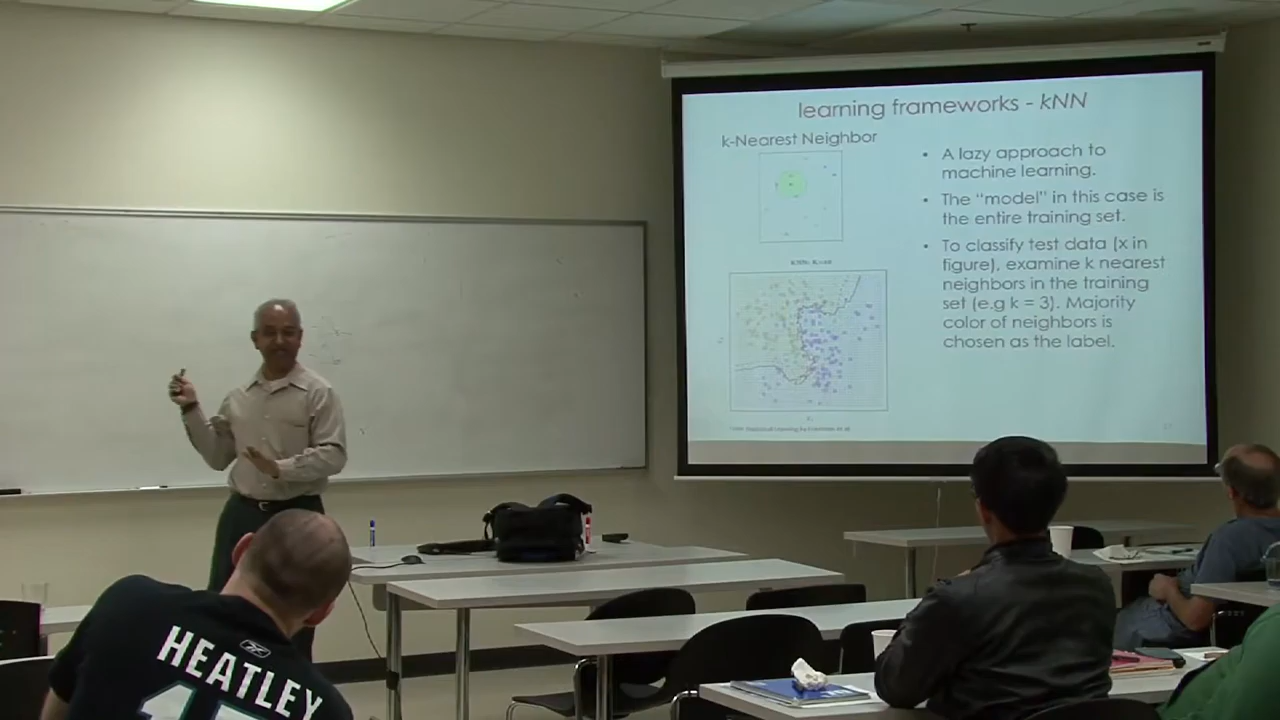 learning frameworks - kNN
k-Nearest Neighbor
• A lazy approach to
machine learning.
• The “model” in this case is
the entire training set.
• To classify test data (x in
figure), examine k nearest
neighbors in the training
set (e.g k = 3). Majority
color of neighbors is
chosen as the label.
HEATLEY